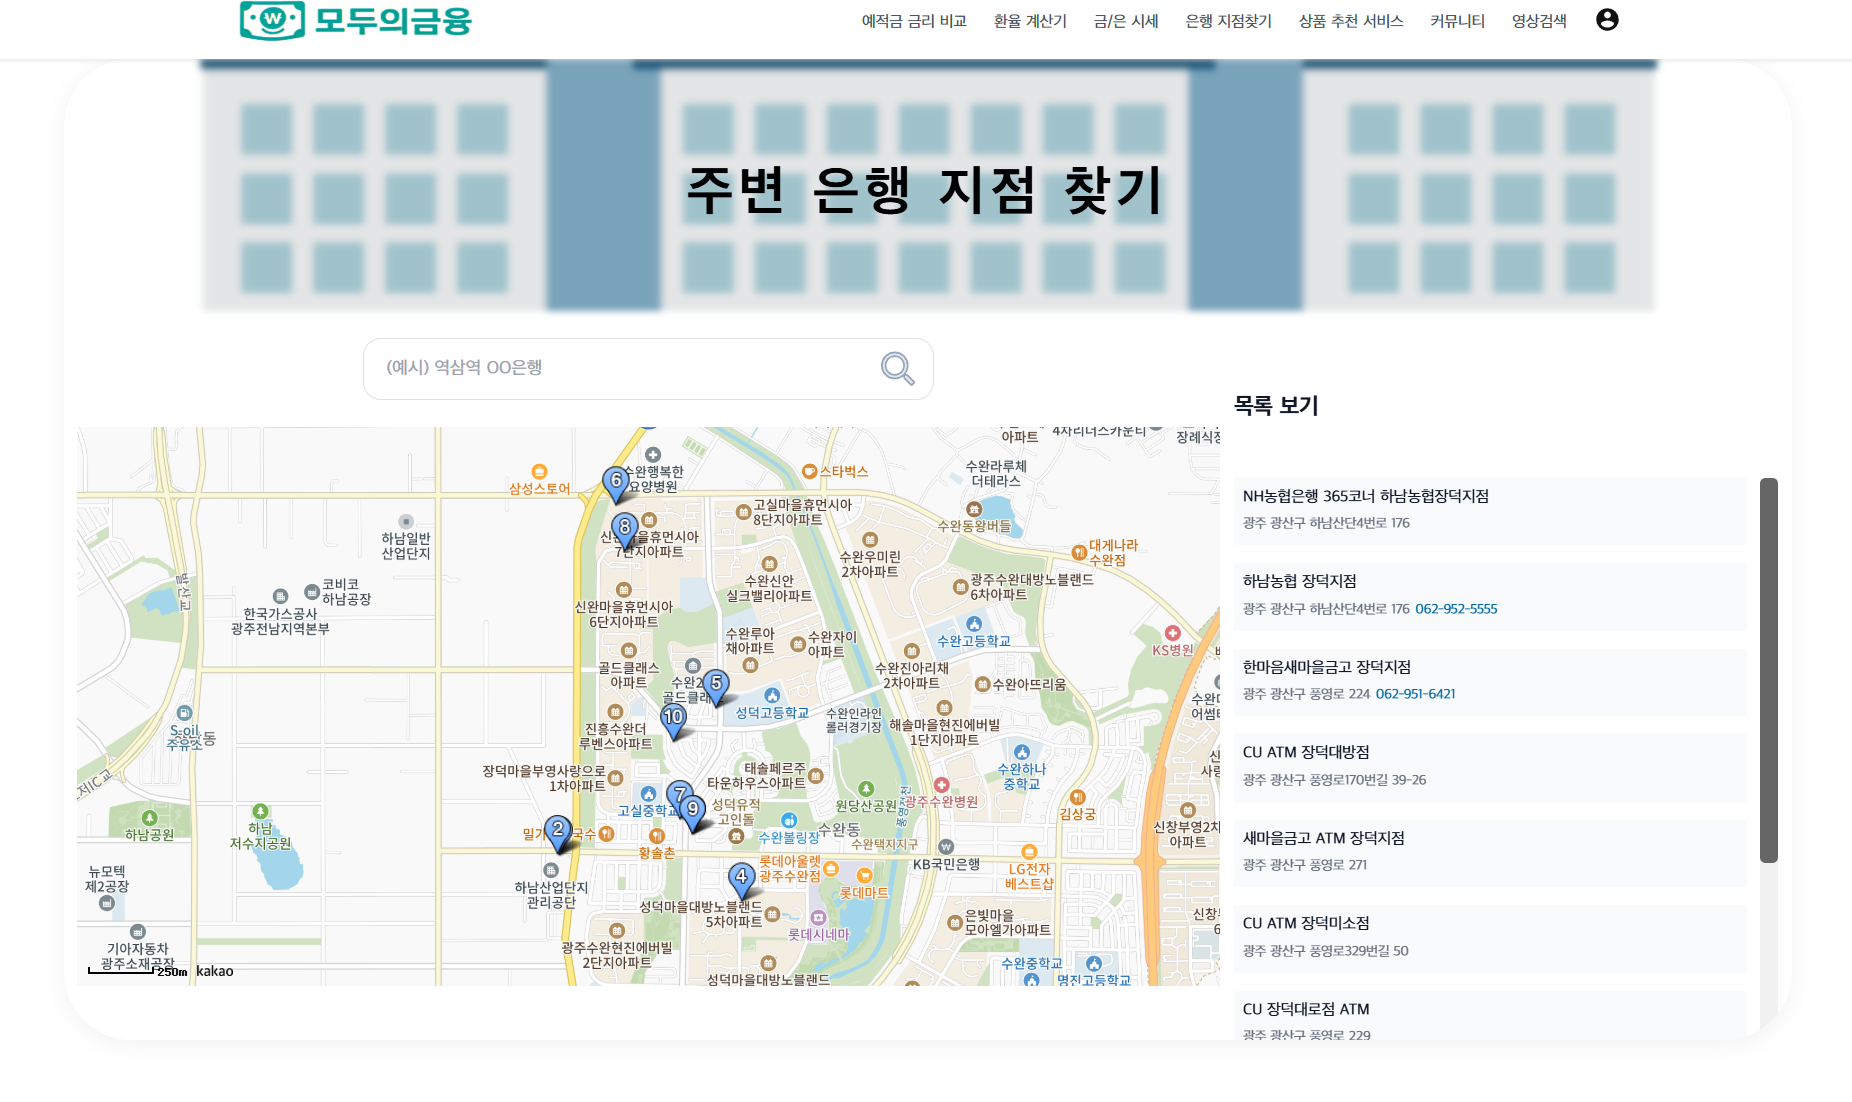 모두의금융
예적금 금리 비교
환율 계산기
금/은 시세
은행 지점찾기
상품 추천 서비스
커뮤니티
영상검색
주변 은행 지점 찾기
(예시) 역삼역 OO은행
목록 보기
NH농협은행 365코너 하남농협장덕지점
광주 광산구 하남산단4번로 176
하남농협 장덕지점
광주 광산구 하남산단4번로 176 062-952-5555
한마음새마을금고 장덕지점
광주 광산구 풍영로 224 062-951-6421
CU ATM 장덕대방점
광주 광산구 풍영로170번길 39-26
새마을금고 ATM 장덕지점
광주 광산구 풍영로 271
CU ATM 장덕미소점
광주 광산구 풍영로329번길 50
CU 장덕대로점 ATM
광주 광산구 풍영로 229
아파트
4차리더스카운티
수완행복한
요양병원
6
삼성스토어
스타벅스
수완라루체
더테라스
고실마을휴먼시아
8단지아파트
수완동왕버들
8
7단지아파트
하남일반
산업단지
수완우미린
2차아파트
대게나라
수완점
코비코
하남공장
수완신안
실크밸리아파트
광주수완대방노블랜드
6차아파트
한국가스공사
광주전남지역본부
신완마을휴먼시아
6단지아파트
수완루아
채아파트
수완자이
아파트
수완고등학교
KS병원
골드클래스
아파트
수완진아리채
2차아파트
수완아뜨리움
5
성덕고등학교
수완인라인
롤러경기장
해솔마을현진에버빌
1단지아파트
10
S-oil
주유소
진흥수완더
루벤스아파트
장덕마을부영사랑으로
1차아파트
태솔페르주
타운하우스아파트
수완하나
중학교
고실중학교
7
9
성덕유적
고인돌
원당산공원
광주수완병원
김상궁
하남공원
하남
저수지공원
2
황솔촌
수완볼링장
수완동
수완택지지구
신창부영2차
아파트
뉴모텍
제2공장
하남산업단지
관리공단
4
롯데아울렛
광주수완점
롯데마트
KB국민은행
LG전자
베스트샵
성덕마을대방노블랜드
5차아파트
롯데시네마
은빛마을
모아엘가아파트
기아자동차
광주소재공장
광주수완현진에버빌
2단지아파트
수완중학교
명진고등학교
성덕마을대방노블랜드
250m
kakao